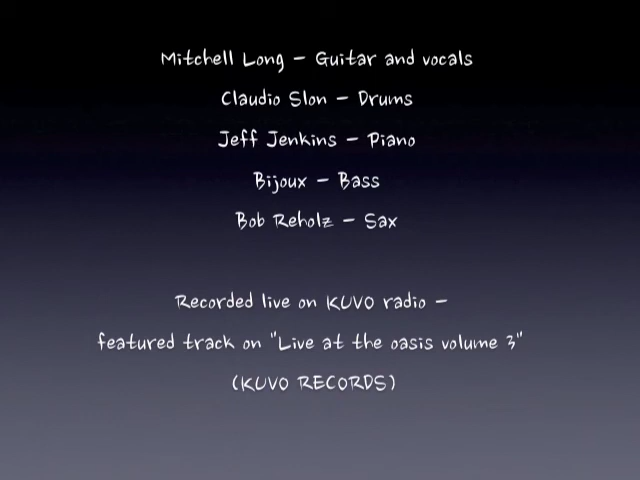 Mitchell Long - Guitar and vocals
Claudio Slon - Drums
Jeff Jenkins - Piano
Bijoux - Bass
Bob Reholz - Sax
Recorded live on KUVO radio -
featured track on "Live at the oasis volume 3"
(KUVO RECORDS)